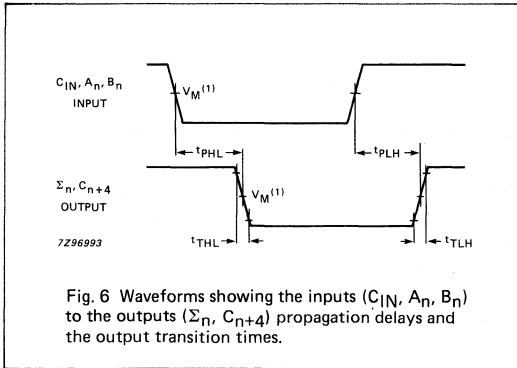 C_IN, A_n, B_n
INPUT
V_M (1)
t_PHL
t_PLH
Σ_n, C_n+4
OUTPUT
V_M (1)
7Z96993
t_THL
t_TLH
Fig. 6 Waveforms showing the inputs (C_IN, A_n, B_n)
to the outputs (Σ_n, C_n+4) propagation delays and
the output transition times.